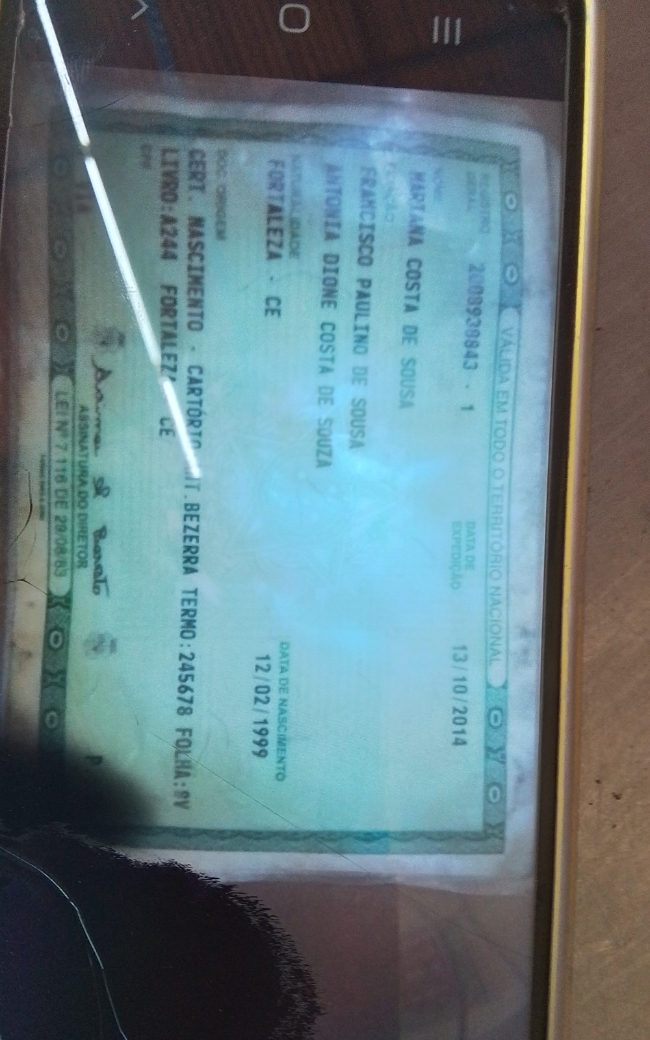 VÁLIDA EM TODO O TERRITÓRIO NACIONAL
REGISTRO GERAL 2008938843 - 1 DATA DE EXPEDIÇÃO 13/10/2014
NOME
MARIANA COSTA DE SOUSA
FILIAÇÃO
FRANCISCO PAULINO DE SOUSA
ANTONIA DIONE COSTA DE SOUZA
NATURALIDADE DATA DE NASCIMENTO
FORTALEZA - CE 12/02/1999
DOC. ORIGEM
CERT. NASCIMENTO - CARTÓRIO BEZERRA TERMO:245678 FOLHA:8V
LIVRO:A244 FORTALEZA CE
CPF
ASSINATURA DO DIRETOR
LEI Nº 7.116 DE 29/08/83